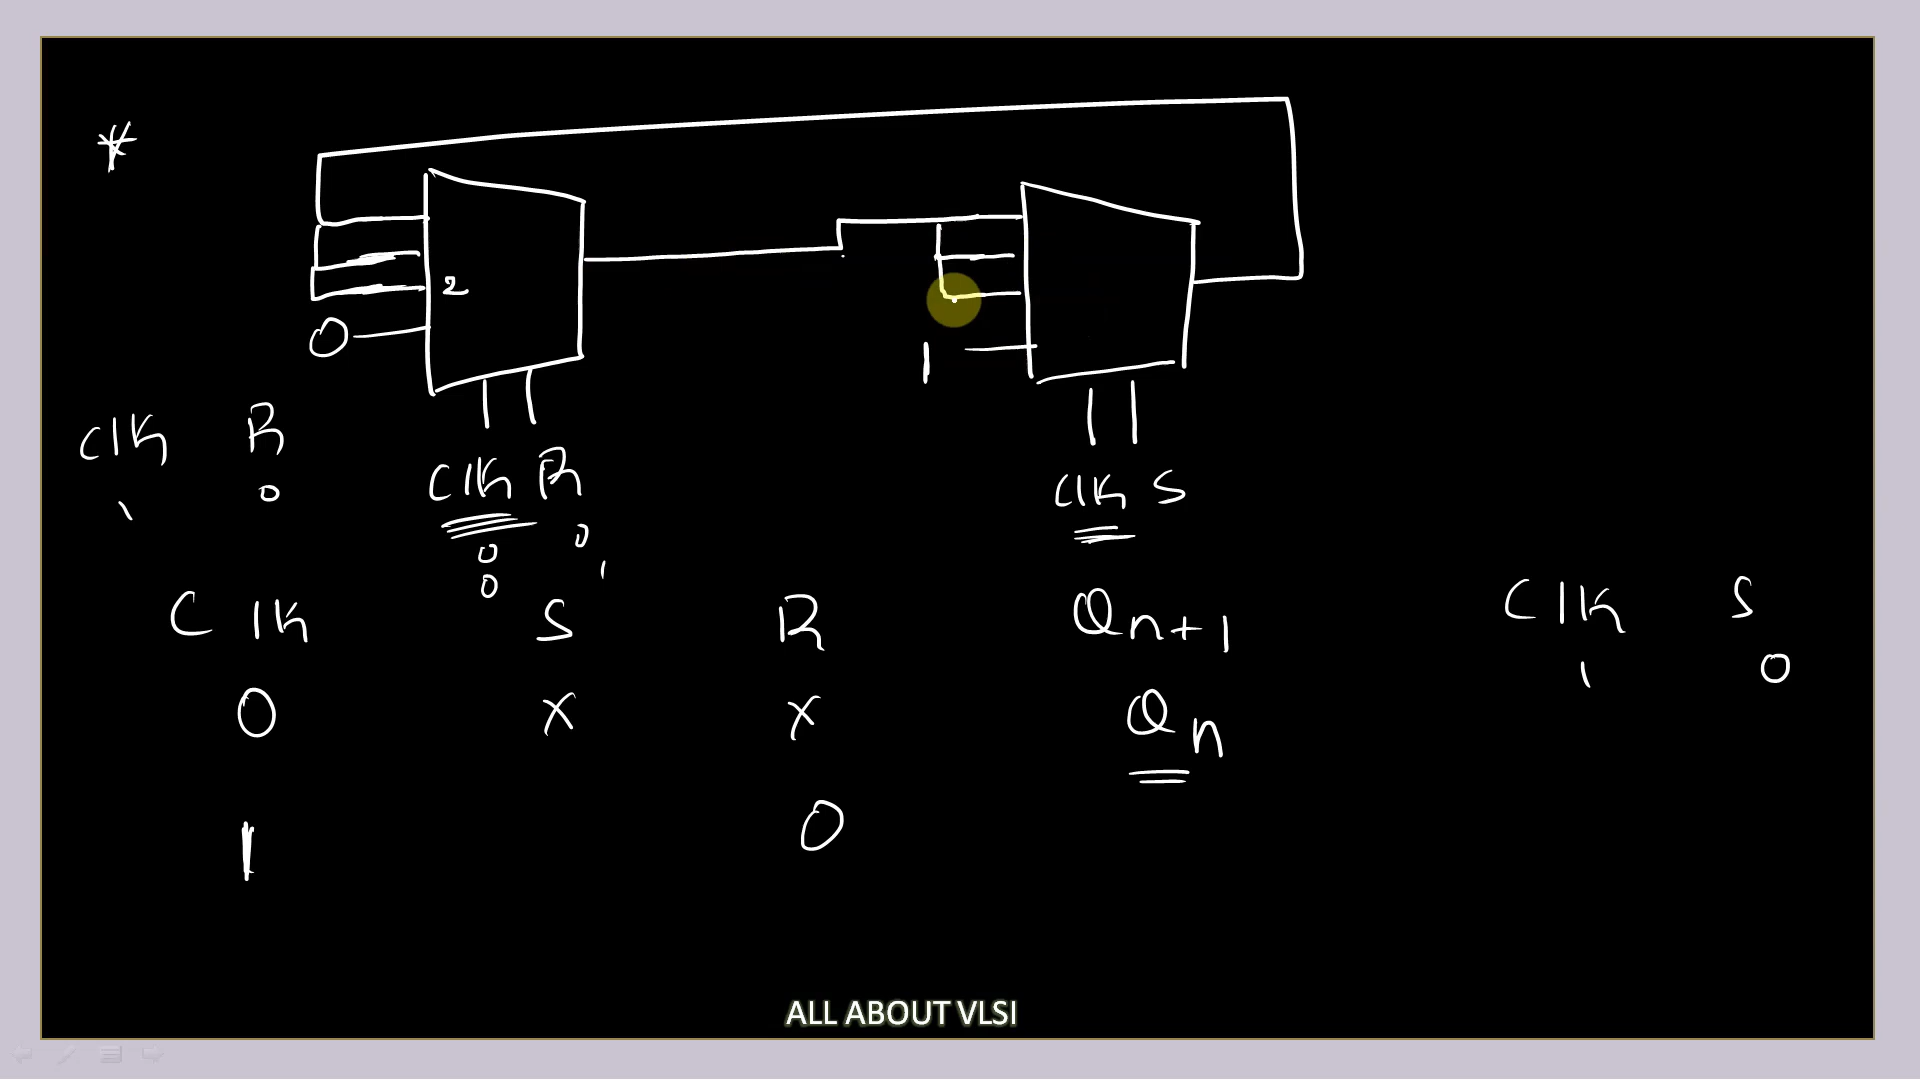 *
2
0
1
Clk R
1 0
Clk R
0 0
0 1
Clk S
Clk S R Qn+1
0 X X Qn
1 0
Clk S
1 0
ALL ABOUT VLSI